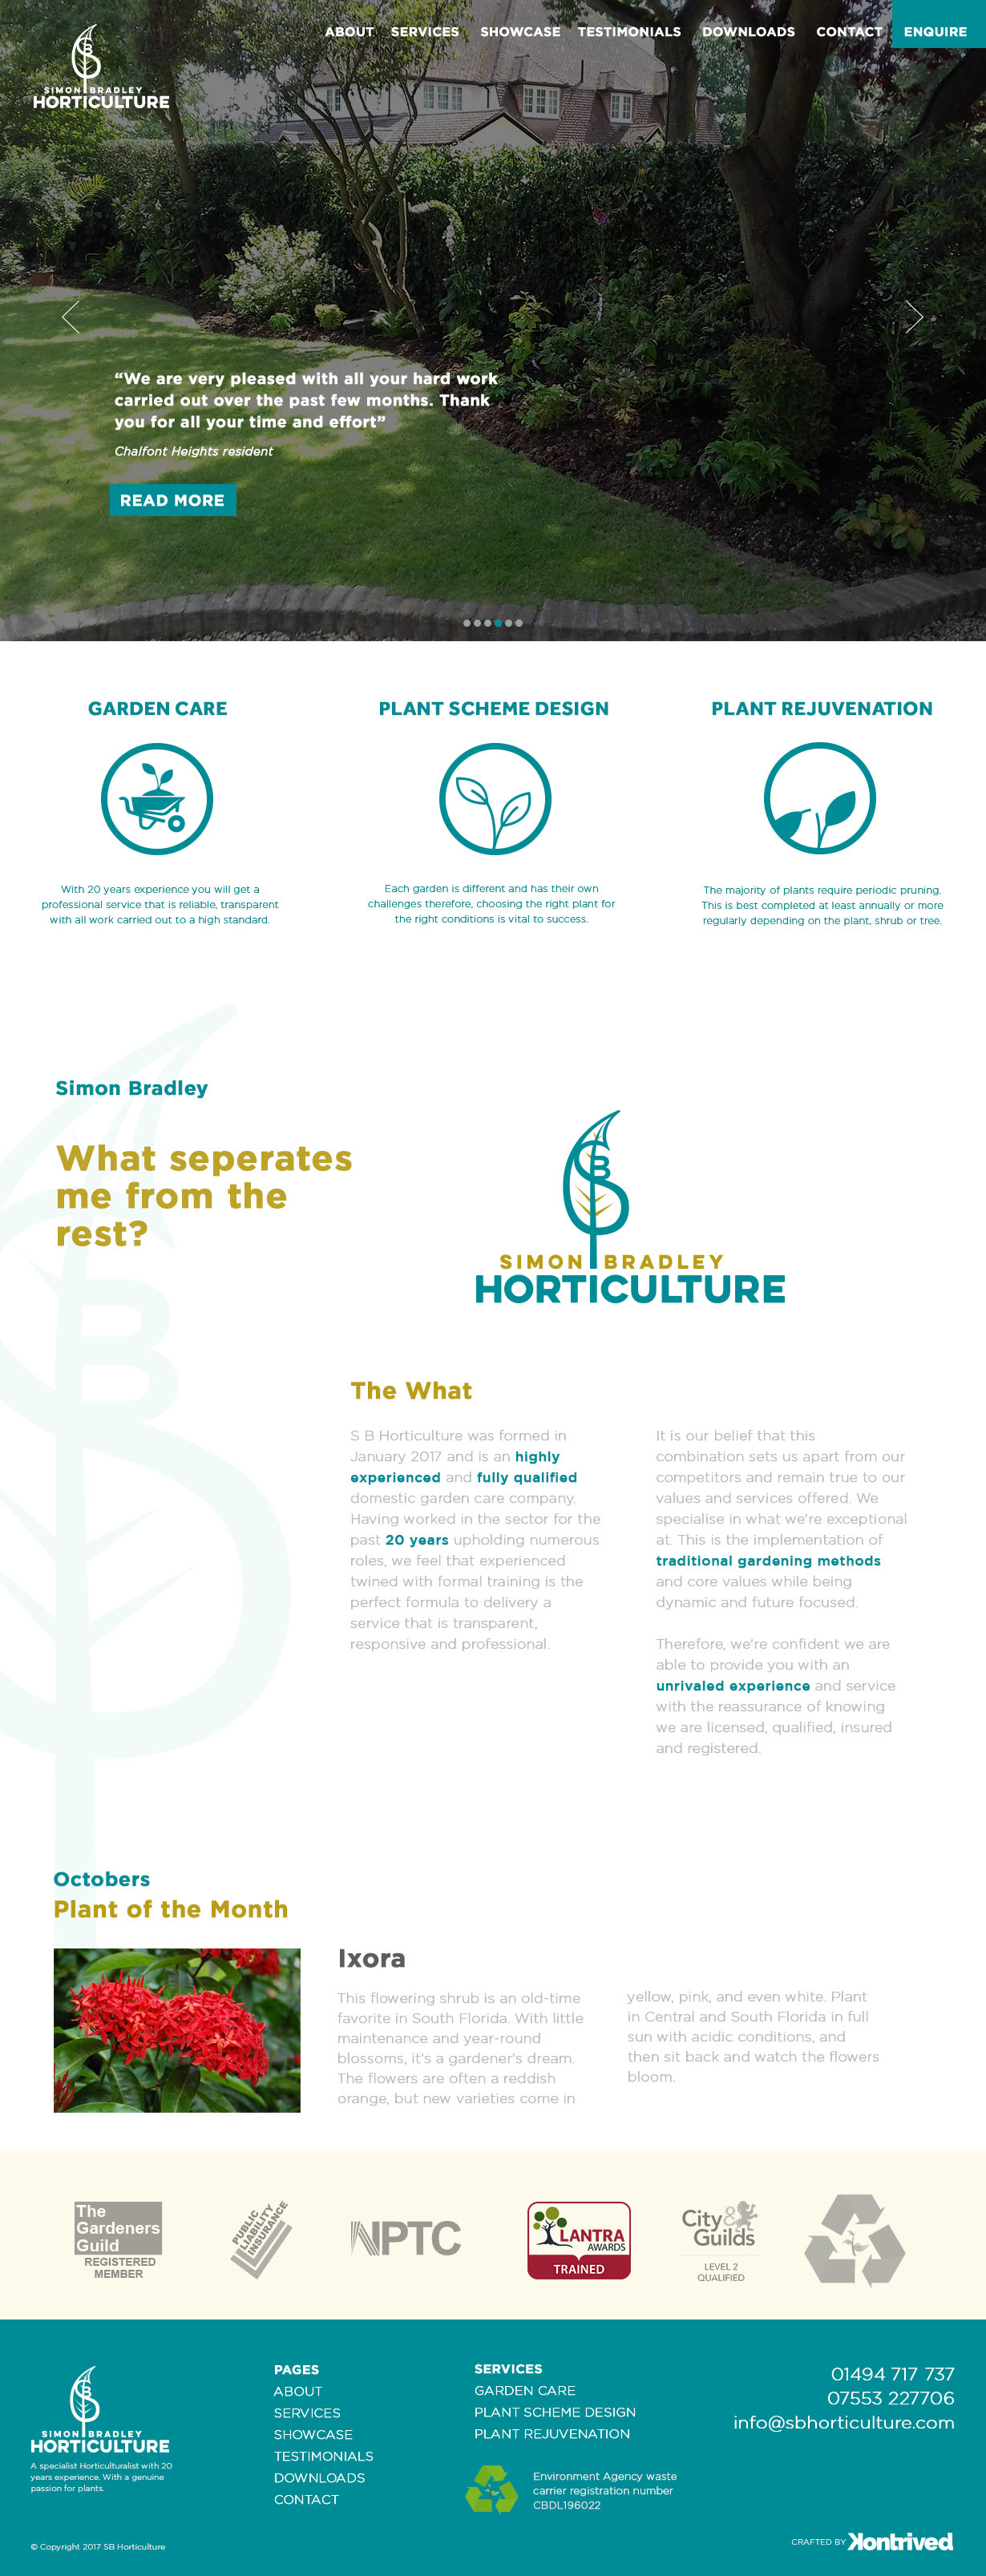 SIMON BRADLEY
HORTICULTURE
ABOUT SERVICES SHOWCASE TESTIMONIALS DOWNLOADS CONTACT ENQUIRE
“We are very pleased with all your hard work
carried out over the past few months. Thank
you for all your time and effort”
Chalfont Heights resident
READ MORE
GARDEN CARE
With 20 years experience you will get a
professional service that is reliable, transparent
with all work carried out to a high standard.
PLANT SCHEME DESIGN
Each garden is different and has their own
challenges therefore, choosing the right plant for
the right conditions is vital to success.
PLANT REJUVENATION
The majority of plants require periodic pruning.
This is best completed at least annually or more
regularly depending on the plant, shrub or tree.
Simon Bradley
What seperates
me from the
rest?
SB
SIMON BRADLEY
HORTICULTURE
The What
S B Horticulture was formed in
January 2017 and is an highly
experienced and fully qualified
domestic garden care company.
Having worked in the sector for the
past 20 years upholding numerous
roles, we feel that experienced
twined with formal training is the
perfect formula to delivery a
service that is transparent,
responsive and professional.
It is our belief that this
combination sets us apart from our
competitors and remain true to our
values and services offered. We
specialise in what we're exceptional
at. This is the implementation of
traditional gardening methods
and core values while being
dynamic and future focused.
Therefore, we're confident we are
able to provide you with an
unrivaled experience and service
with the reassurance of knowing
we are licensed, qualified, insured
and registered.
Octobers
Plant of the Month
Ixora
This flowering shrub is an old-time
favorite in South Florida. With little
maintenance and year-round
blossoms, it's a gardener's dream.
The flowers are often a reddish
orange, but new varieties come in
yellow, pink, and even white. Plant
in Central and South Florida in full
sun with acidic conditions, and
then sit back and watch the flowers
bloom.
The
Gardeners
Guild
REGISTERED
MEMBER
PUBLIC
LIABILITY
INSURANCE
NPTC
LANTRA
AWARDS
TRAINED
City &
Guilds
LEVEL 2
QUALIFIED
SIMON BRADLEY
HORTICULTURE
A specialist Horticulturalist with 20
years experience. With a genuine
passion for plants.
© Copyright 2017 SB Horticulture
PAGES
ABOUT
SERVICES
SHOWCASE
TESTIMONIALS
DOWNLOADS
CONTACT
SERVICES
GARDEN CARE
PLANT SCHEME DESIGN
PLANT REJUVENATION
Environment Agency waste
carrier registration number
CBDL196022
01494 717 737
07553 227706
info@sbhorticulture.com
CRAFTED BY Kontrived